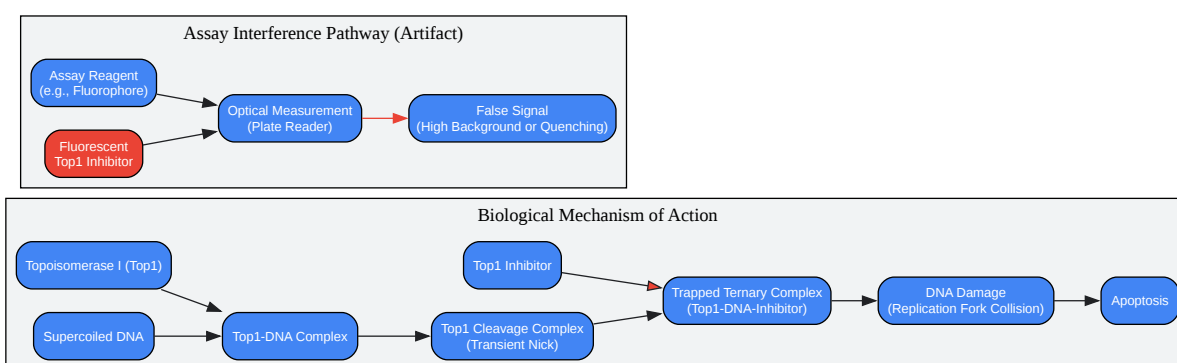 Assay Interference Pathway (Artifact)
Assay Reagent
(e.g., Fluorophore)
Fluorescent
Top1 Inhibitor
Optical Measurement
(Plate Reader)
False Signal
(High Background or Quenching)
Biological Mechanism of Action
Topoisomerase I (Top1)
Supercoiled DNA
Top1-DNA Complex
Top1 Inhibitor
Top1 Cleavage Complex
(Transient Nick)
Trapped Ternary Complex
(Top1-DNA-Inhibitor)
DNA Damage
(Replication Fork Collision)
Apoptosis